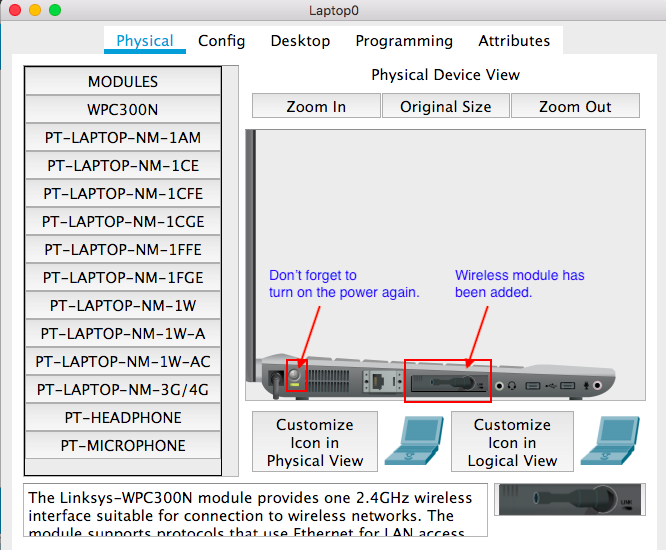 Laptop0
Physical Config Desktop Programming Attributes
MODULES
WPC300N
PT-LAPTOP-NM-1AM
PT-LAPTOP-NM-1CE
PT-LAPTOP-NM-1CFE
PT-LAPTOP-NM-1CGE
PT-LAPTOP-NM-1FFE
PT-LAPTOP-NM-1FGE
PT-LAPTOP-NM-1W
PT-LAPTOP-NM-1W-A
PT-LAPTOP-NM-1W-AC
PT-LAPTOP-NM-3G/4G
PT-HEADPHONE
PT-MICROPHONE
Physical Device View
Zoom In Original Size Zoom Out
Don't forget to
turn on the power again.
Wireless module has
been added.
Customize
Icon in
Physical View
Customize
Icon in
Logical View
The Linksys-WPC300N module provides one 2.4GHz wireless
interface suitable for connection to wireless networks. The
module supports protocols that use Ethernet for LAN access.